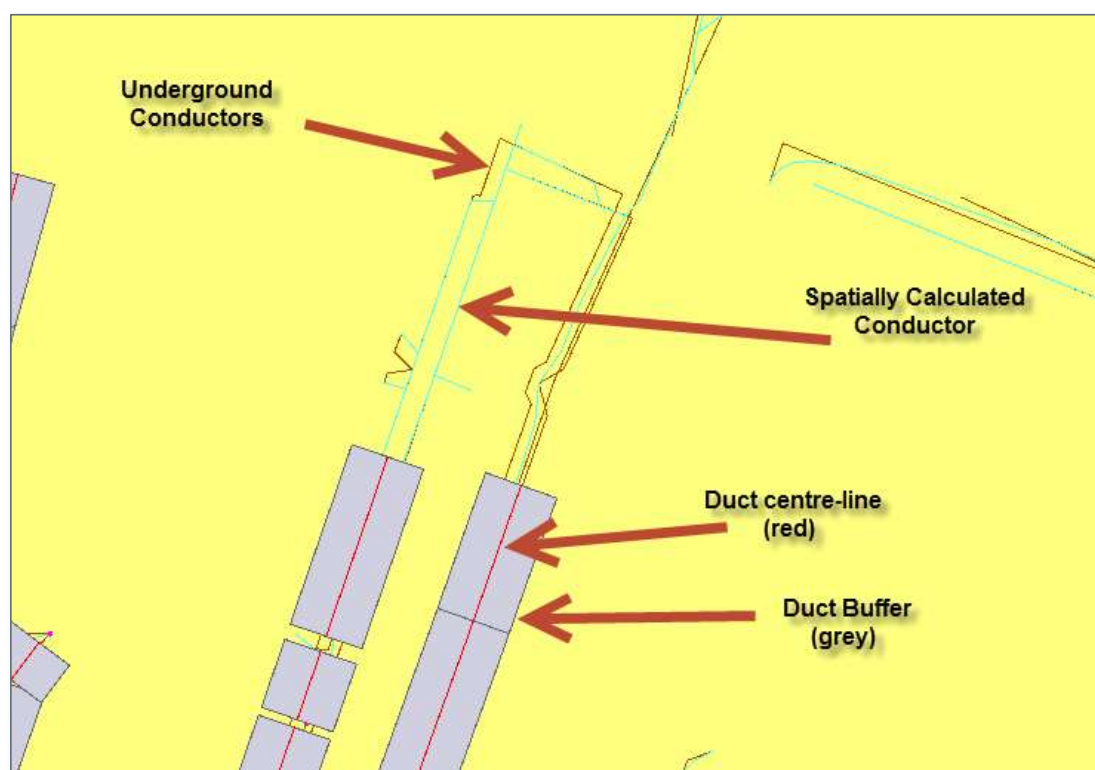 Underground
Conductors
Spatially Calculated
Conductor
Duct centre-line
(red)
Duct Buffer
(grey)